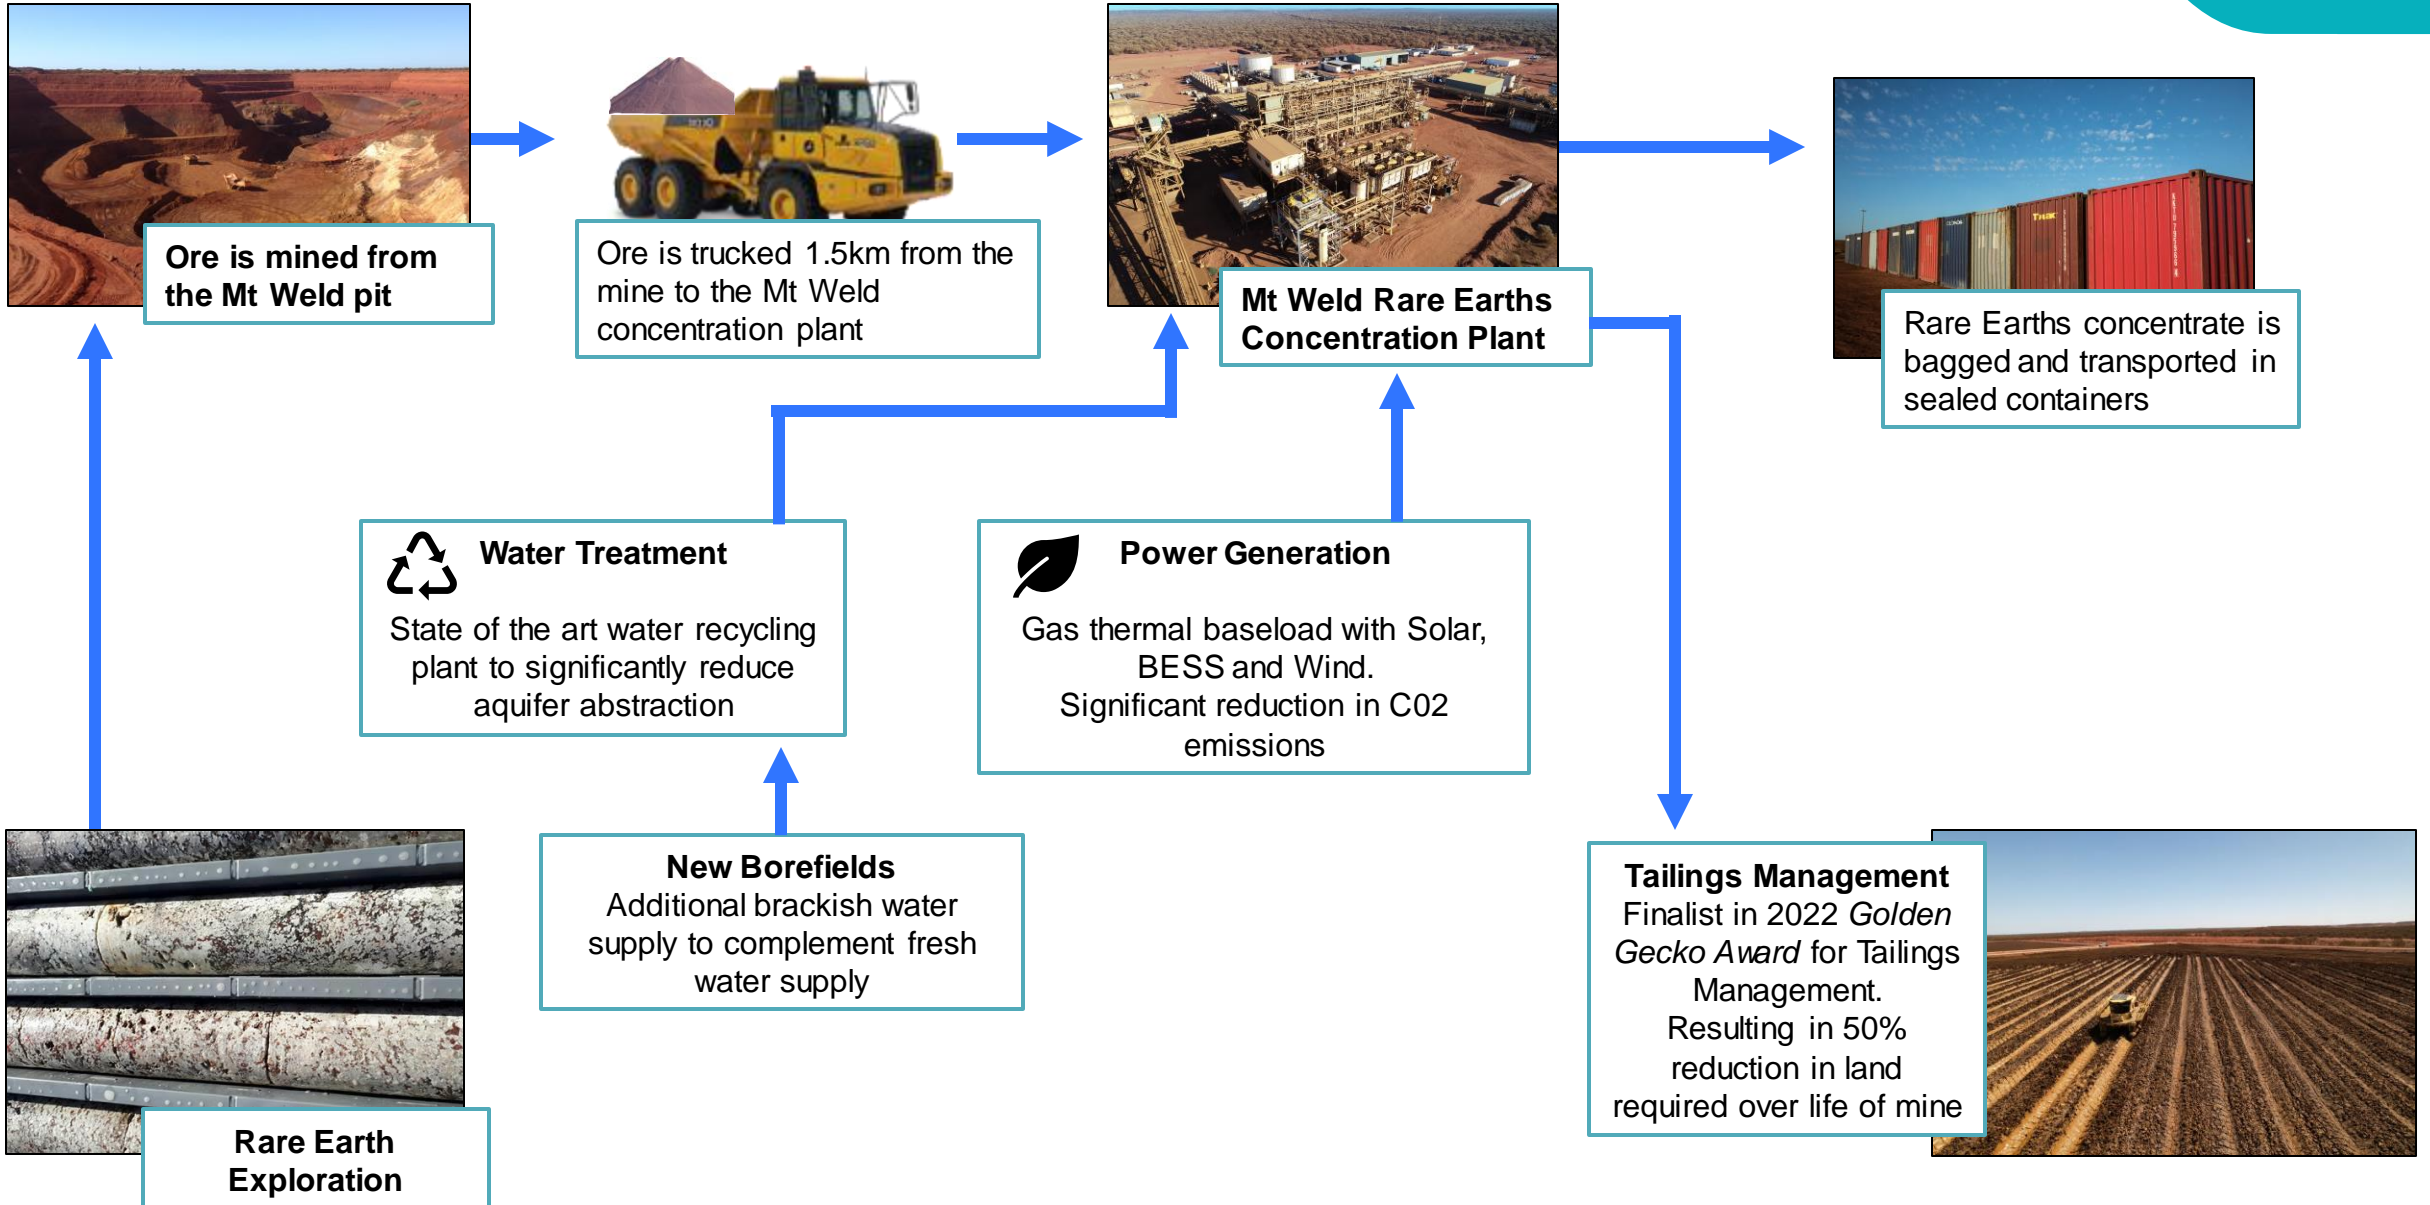 Ore is mined from
the Mt Weld pit
Ore is trucked 1.5km from the
mine to the Mt Weld
concentration plant
Mt Weld Rare Earths
Concentration Plant
Rare Earths concentrate is
bagged and transported in
sealed containers
Water Treatment
State of the art water recycling
plant to significantly reduce
aquifer abstraction
Power Generation
Gas thermal baseload with Solar,
BESS and Wind.
Significant reduction in C02
emissions
New Borefields
Additional brackish water
supply to complement fresh
water supply
Tailings Management
Finalist in 2022 Golden
Gecko Award for Tailings
Management.
Resulting in 50%
reduction in land
required over life of mine
Rare Earth
Exploration